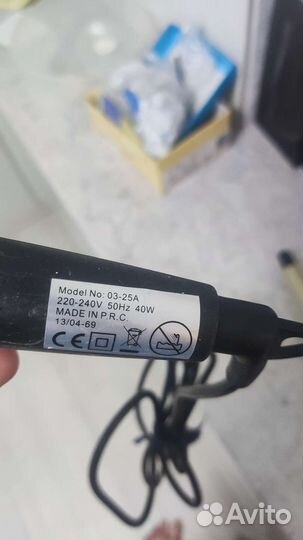 Model No: 03-25A
220-240V 50Hz 40W
MADE IN P.R.C.
13/04-69
CE
Avito